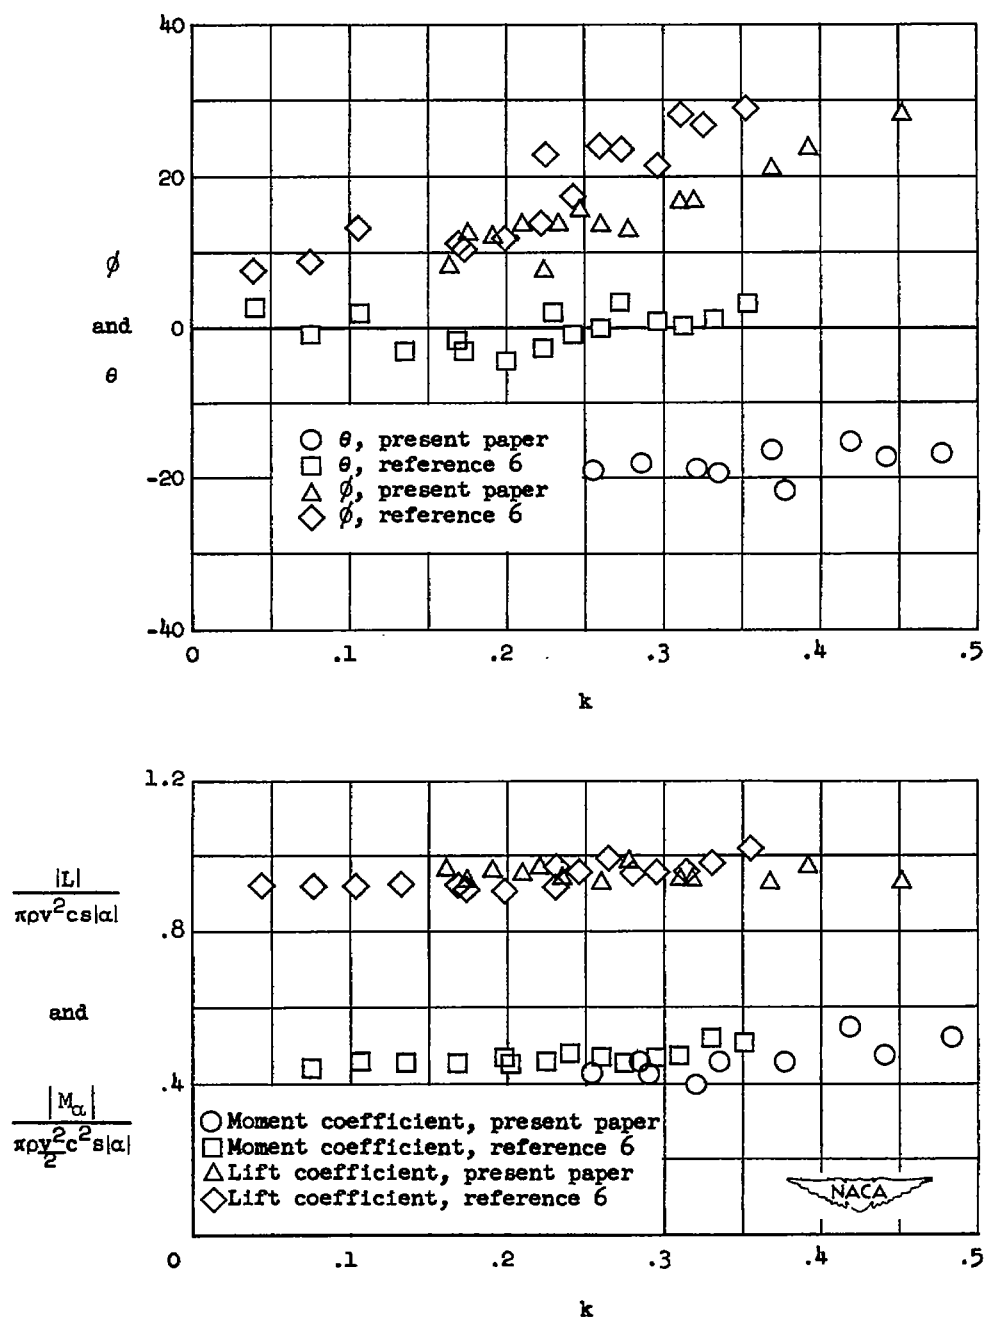 40
20
ϕ
and
θ
0
-20
-40
○ θ, present paper
□ θ, reference 6
△ ϕ, present paper
◇ ϕ, reference 6
0 .1 .2 .3 .4 .5
k
1.2
|L|
πρv²cs|α|
.8
and
.4
|Mα|
πρv²/2 c²s|α|
○ Moment coefficient, present paper
□ Moment coefficient, reference 6
△ Lift coefficient, present paper
◇ Lift coefficient, reference 6
NACA
0 .1 .2 .3 .4 .5
k